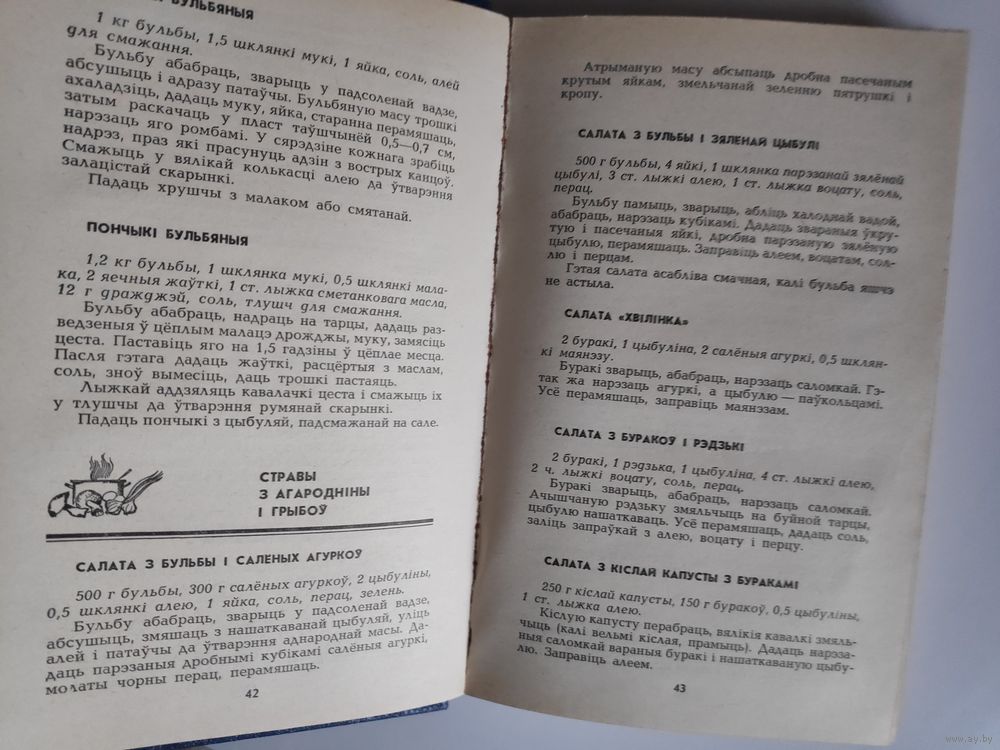 БУЛЬБЯНЫЯ
1 кг бульбы, 1,5 шклянкі мукі, 1 яйка, соль, алей
для смажання.
Бульбу абабраць, зварыць у падсоленай вадзе,
абсушыць і адразу патаўчы. Бульбяную масу трошкі
ахаладзіць, дадаць муку, яйка, старанна перамяшаць,
затым раскачаць у пласт таўшчынёй 0,5—0,7 см,
нарэзаць яго ромбамі. У сярэдзіне кожнага зрабіць
надрэз, праз які прасунуць адзін з вострых канцоў.
Смажыць у вялікай колькасці алею да ўтварэння
залацістай скарынкі.
Падаць хрушчы з малаком або смятанай.
ПОНЧЫКІ БУЛЬБЯНЫЯ
1,2 кг бульбы, 1 шклянка мукі, 0,5 шклянкі мала-
ка, 2 яечныя жаўткі, 1 ст. лыжка сметанковага масла,
12 г дражджэй, соль, тлушч для смажання.
Бульбу абабраць, надраць на тарцы, дадаць раз-
ведзеныя ў цёплым малацэ дрожджы, муку, замясіць
цеста. Паставіць яго на 1,5 гадзіны ў цёплае месца.
Пасля гэтага дадаць жаўткі, расцёртыя з маслам,
соль, зноў вымесіць, даць трошкі пастаяць.
Лыжкай аддзяляць кавалачкі цеста і смажыць іх
у тлушчы да ўтварэння румянай скарынкі.
Падаць пончыкі з цыбуляй, падсмажанай на сале.
СТРАВЫ
З АГАРОДНІНЫ
І ГРЫБОЎ
САЛАТА З БУЛЬБЫ І САЛЕНЫХ АГУРКОЎ
500 г бульбы, 300 г салёных агуркоў, 2 цыбуліны,
0,5 шклянкі алею, 1 яйка, соль, перац, зелень.
Бульбу абабраць, зварыць у падсоленай вадзе,
абсушыць, змяшаць з нашаткаванай цыбуляй, уліць
алей і патаўчы да ўтварэння аднароднай масы. Да-
даць парэзаныя дробнымі кубікамі салёныя агуркі,
молаты чорны перац, перамяшаць.
42
Атрыманую масу абсыпаць дробна пасечаным
крутым яйкам, змельчанай зеленню пятрушкі і
кропу.
САЛАТА З БУЛЬБЫ І ЗЯЛЕНАЙ ЦЫБУЛІ
500 г бульбы, 4 яйкі, 1 шклянка парэзанай зялёнай
цыбулі, 3 ст. лыжкі алею, 1 ст. лыжка воцату, соль,
перац.
Бульбу памыць, зварыць, абліць халоднай вадой,
абабраць, нарэзаць кубікамі. Дадаць звараныя ўкру-
тую і пасечаныя яйкі, дробна парэзаную зялёную
цыбулю, перамяшаць. Заправіць алеем, воцатам, сол-
лю і перцам.
Гэтая салата асабліва смачная, калі бульба яшчэ
не астыла.
САЛАТА «ХВІЛІНКА»
2 буракі, 1 цыбуліна, 2 салёныя агуркі, 0,5 шклян-
кі маянэзу.
Буракі зварыць, абабраць, нарэзаць саломкай. Гэ-
так жа нарэзаць агуркі, а цыбулю — паўкольцамі.
Усё перамяшаць, заправіць маянэзам.
САЛАТА З БУРАКОЎ І РЭДЗЬКІ
2 буракі, 1 рэдзька, 1 цыбуліна, 4 ст. лыжкі алею,
2 ч. лыжкі воцату, соль, перац.
Буракі зварыць, абабраць, нарэзаць саломкай.
Ачышчаную рэдзьку змяльчыць на буйной тарцы,
цыбулю нашаткаваць. Усё перамяшаць, дадаць соль,
заліць запраўкай з алею, воцату і перцу.
САЛАТА З КІСЛАЙ КАПУСТЫ З БУРАКАМІ
250 г кіслай капусты, 150 г буракоў, 0,5 цыбуліны,
1 ст. лыжка алею.
Кіслую капусту перабраць, вялікія кавалкі змяль-
чыць (калі вельмі кіслая, прамыць). Дадаць нарэза-
ныя саломкай вараныя буракі і нашаткаваную цыбу-
лю. Заправіць алеем.
43
www.ay.by